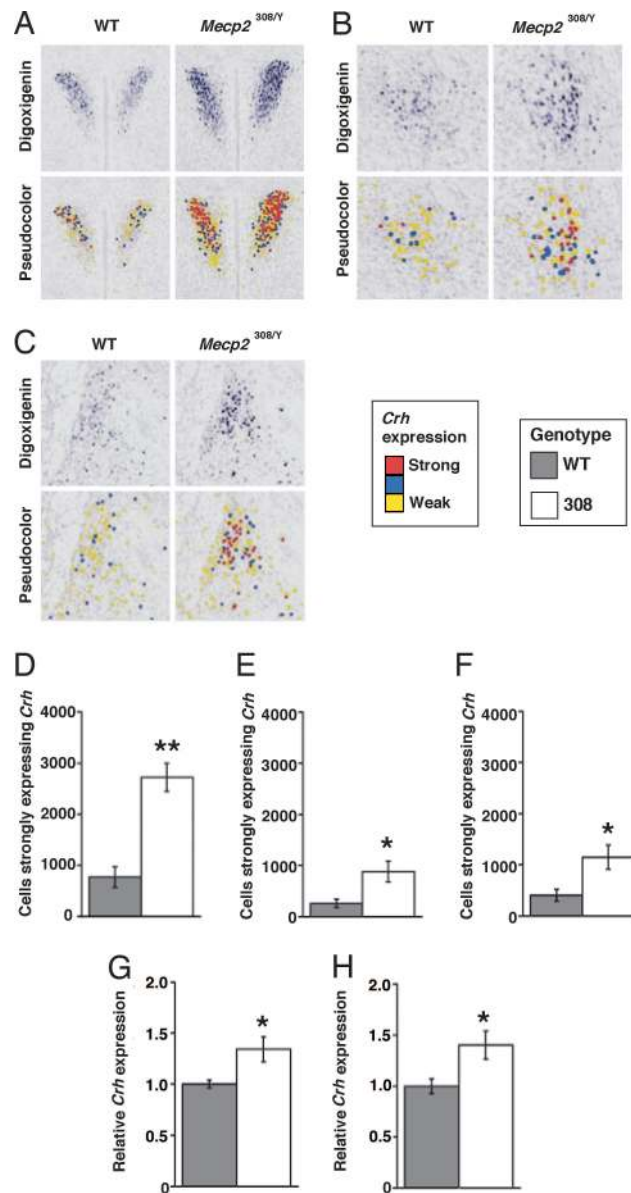 A
WT
Mecp2 308/Y
Digoxigenin
Pseudocolor
B
WT
Mecp2 308/Y
Digoxigenin
Pseudocolor
C
WT
Mecp2 308/Y
Digoxigenin
Pseudocolor
Crh
expression
Strong
Weak
Genotype
WT
308
D
Cells strongly expressing Crh
4000
3000
2000
1000
0
**
E
Cells strongly expressing Crh
4000
3000
2000
1000
0
*
F
Cells strongly expressing Crh
4000
3000
2000
1000
0
*
G
Relative Crh expression
2.0
1.5
1.0
0.5
0
*
H
Relative Crh expression
2.0
1.5
1.0
0.5
0
*